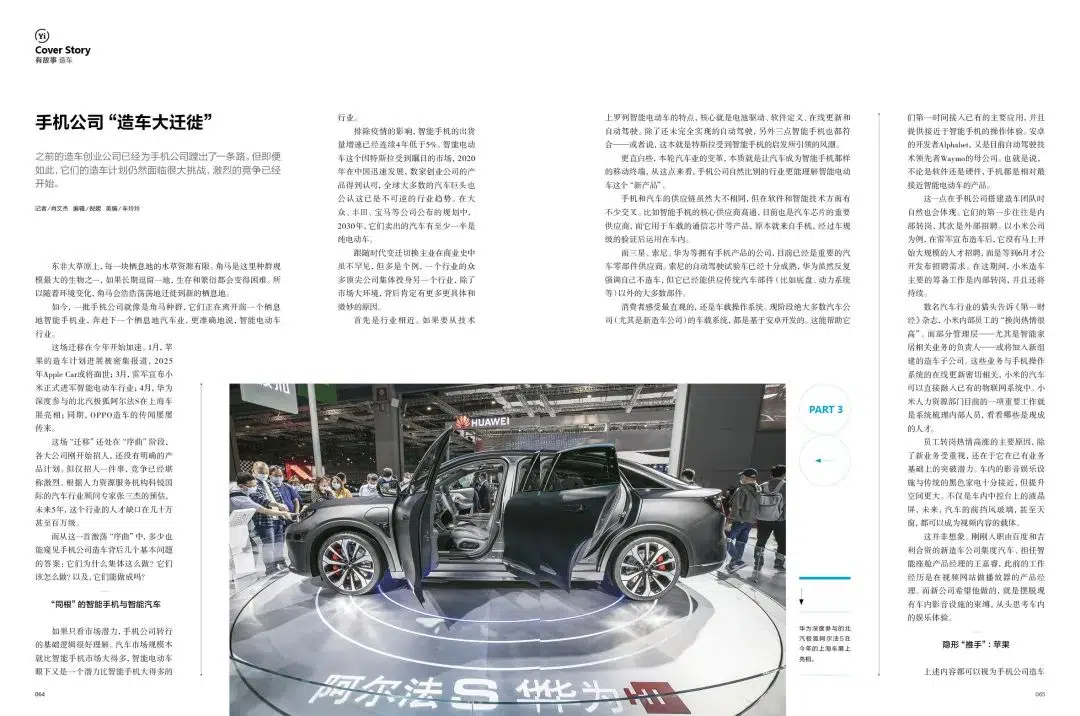 Yi
Cover Story
有故事 造车
手机公司“造车大迁徙”
之前的造车创业公司已经为手机公司蹚出了一条路。但即便
如此，它们的造车计划仍然面临很大挑战，激烈的竞争已经
开始。
记者/肖文杰 编辑/倪妮 美编/车玲玲
东非大草原上，每一块栖息地的水草资源有限。角马是这里种群规
模最大的生物之一，如果长期逗留一地，生存和繁衍都会变得困难。所
以随着环境变化，角马会浩浩荡荡地迁徙到新的栖息地。
如今，一批手机公司就像是角马种群，它们正在离开前一个栖息
地智能手机业，奔赴下一个栖息地汽车业，更准确地说，智能电动车
行业。
这场迁移在今年开始加速。1月，苹
果的造车计划进展被密集报道，2025
年Apple Car或将面世；3月，雷军宣布小
米正式进军智能电动车行业；4月，华为
深度参与的北汽极狐阿尔法S在上海车
展亮相；同期，OPPO造车的传闻屡屡
传来。
这场“迁移”还处在“序曲”阶段，
各大公司刚开始招人，还没有明确的产
品计划。但仅招人一件事，竞争已经堪
称激烈。根据人力资源服务机构科锐国
际的汽车行业顾问专家张三杰的预估，
未来5年，这个行业的人才缺口在几十万
甚至百万级。
而从这一首激荡“序曲”中，多少也
能窥见手机公司造车背后几个基本问题
的答案：它们为什么集体这么做？它们
该怎么做？以及，它们能做成吗？
“同根”的智能手机与智能汽车
如果只看市场潜力，手机公司转行
的基础逻辑很好理解。汽车市场规模本
就比智能手机市场大得多，智能电动车
眼下又是一个潜力比智能手机大得多的
行业。
排除疫情的影响，智能手机的出货
量增速已经连续4年低于5%。智能电动
车这个因特斯拉受到瞩目的市场，2020
年在中国迅速发展，数家创业公司的产
品得到认可，全球大多数的汽车巨头也
公认这已是不可逆的行业趋势。在大
众、丰田、宝马等公司公布的规划中，
2030年，它们卖出的汽车有至少一半是
纯电动车。
跟随时代变迁切换主业在商业史中
虽不罕见，但多是个例，一个行业的众
多顶尖公司集体投身另一个行业，除了
市场大环境，背后肯定有更多更具体和
微妙的原因。
首先是行业相近。如果要从技术
上罗列智能电动车的特点，核心就是电池驱动、软件定义、在线更新和
自动驾驶。除了还未完全实现的自动驾驶，另外三点智能手机也都符
合——或者说，这本就是特斯拉受到智能手机的启发所引领的风潮。
更直白些，本轮汽车业的变革，本质就是让汽车成为智能手机那样
的移动终端，从这点来看，手机公司自然比别的行业更能理解智能电动
车这个“新产品”。
手机和汽车的供应链虽然大不相同，但在软件和智能技术方面有
不少交叉。比如智能手机的核心供应商高通，目前也是汽车芯片的重要
供应商，而它用于车载的通信芯片等产品，原本就来自手机，经过车规
级的验证后运用在车内。
而三星、索尼、华为等拥有手机产品的公司，目前已经是重要的汽
车零部件供应商。索尼的自动驾驶试验车已经十分成熟，华为虽然反复
强调自己不造车，但它已经能供应传统汽车部件（比如底盘、动力系统
等）以外的大多数部件。
消费者感受最直观的，还是车载操作系统。现阶段绝大多数汽车公
司（尤其是新造车公司）的车载系统，都是基于安卓开发的。这能帮助它
们第一时间接入已有的主要应用，并且
提供接近于智能手机的操作体验。安卓
的开发者Alphabet，又是目前自动驾驶技
术领先者Waymo的母公司。也就是说，
不论是软件还是硬件，手机都是相对最
接近智能电动车的产品。
这一点在手机公司搭建造车团队时
自然也会体现。它们的第一步往往是内
部转岗，其次是外部招聘。以小米公司
为例，在雷军宣布造车后，它没有马上开
始大规模的人才招聘，而是等到6月才公
开发布招聘需求。在这期间，小米造车
主要的筹备工作是内部转岗，并且还将
持续。
数名汽车行业的猎头告诉《第一财
经》杂志，小米内部员工的“换岗热情很
高”。而部分管理层——尤其是智能家
居相关业务的负责人——或将加入新组
建的造车子公司。这些业务与手机操作
系统的在线更新密切相关，小米的汽车
可以直接融入已有的物联网系统中。小
米人力资源部门目前的一项重要工作就
是系统梳理内部人员，看看哪些是现成
的人才。
员工转岗热情高涨的主要原因，除
了新业务受重视，还在于它在已有业务
基础上的突破潜力。车内的影音娱乐设
施与传统的黑色家电十分接近，但提升
空间更大。不仅是车内中控台上的液晶
屏，未来，汽车的前挡风玻璃，甚至天
窗，都可以成为视频内容的载体。
这并非想象。刚刚入职由百度和吉
利合资的新造车公司集度汽车、担任智
能座舱产品经理的王嘉睿，此前的工作
经历是在视频网站做播放器的产品经
理。而新公司希望他做的，就是摆脱现
有车内影音设施的束缚，从头思考车内
的娱乐体验。
隐形“推手”：苹果
上述内容都可以视为手机公司造车
PART 3
HUAWEI
阿尔法S 华为
华为深度参与的北
汽极狐阿尔法S在
今年的上海车展上
亮相。
064
065